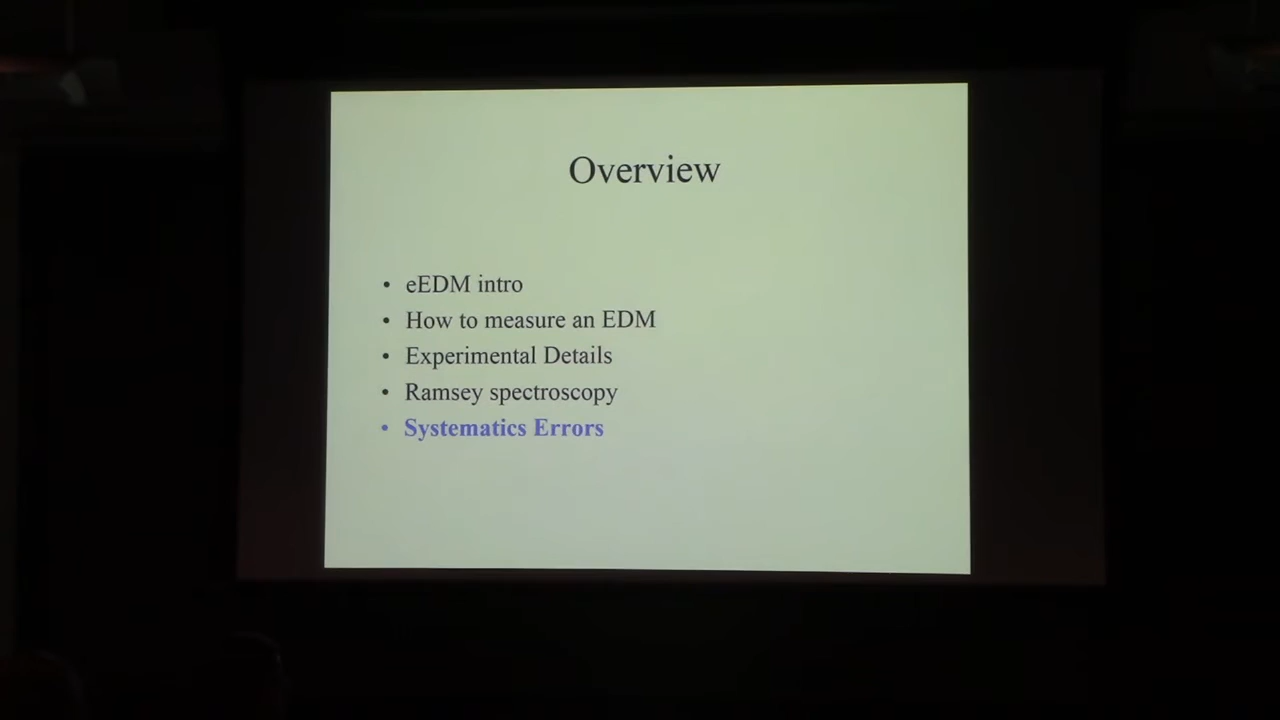 Overview
• eEDM intro
• How to measure an EDM
• Experimental Details
• Ramsey spectroscopy
• Systematics Errors